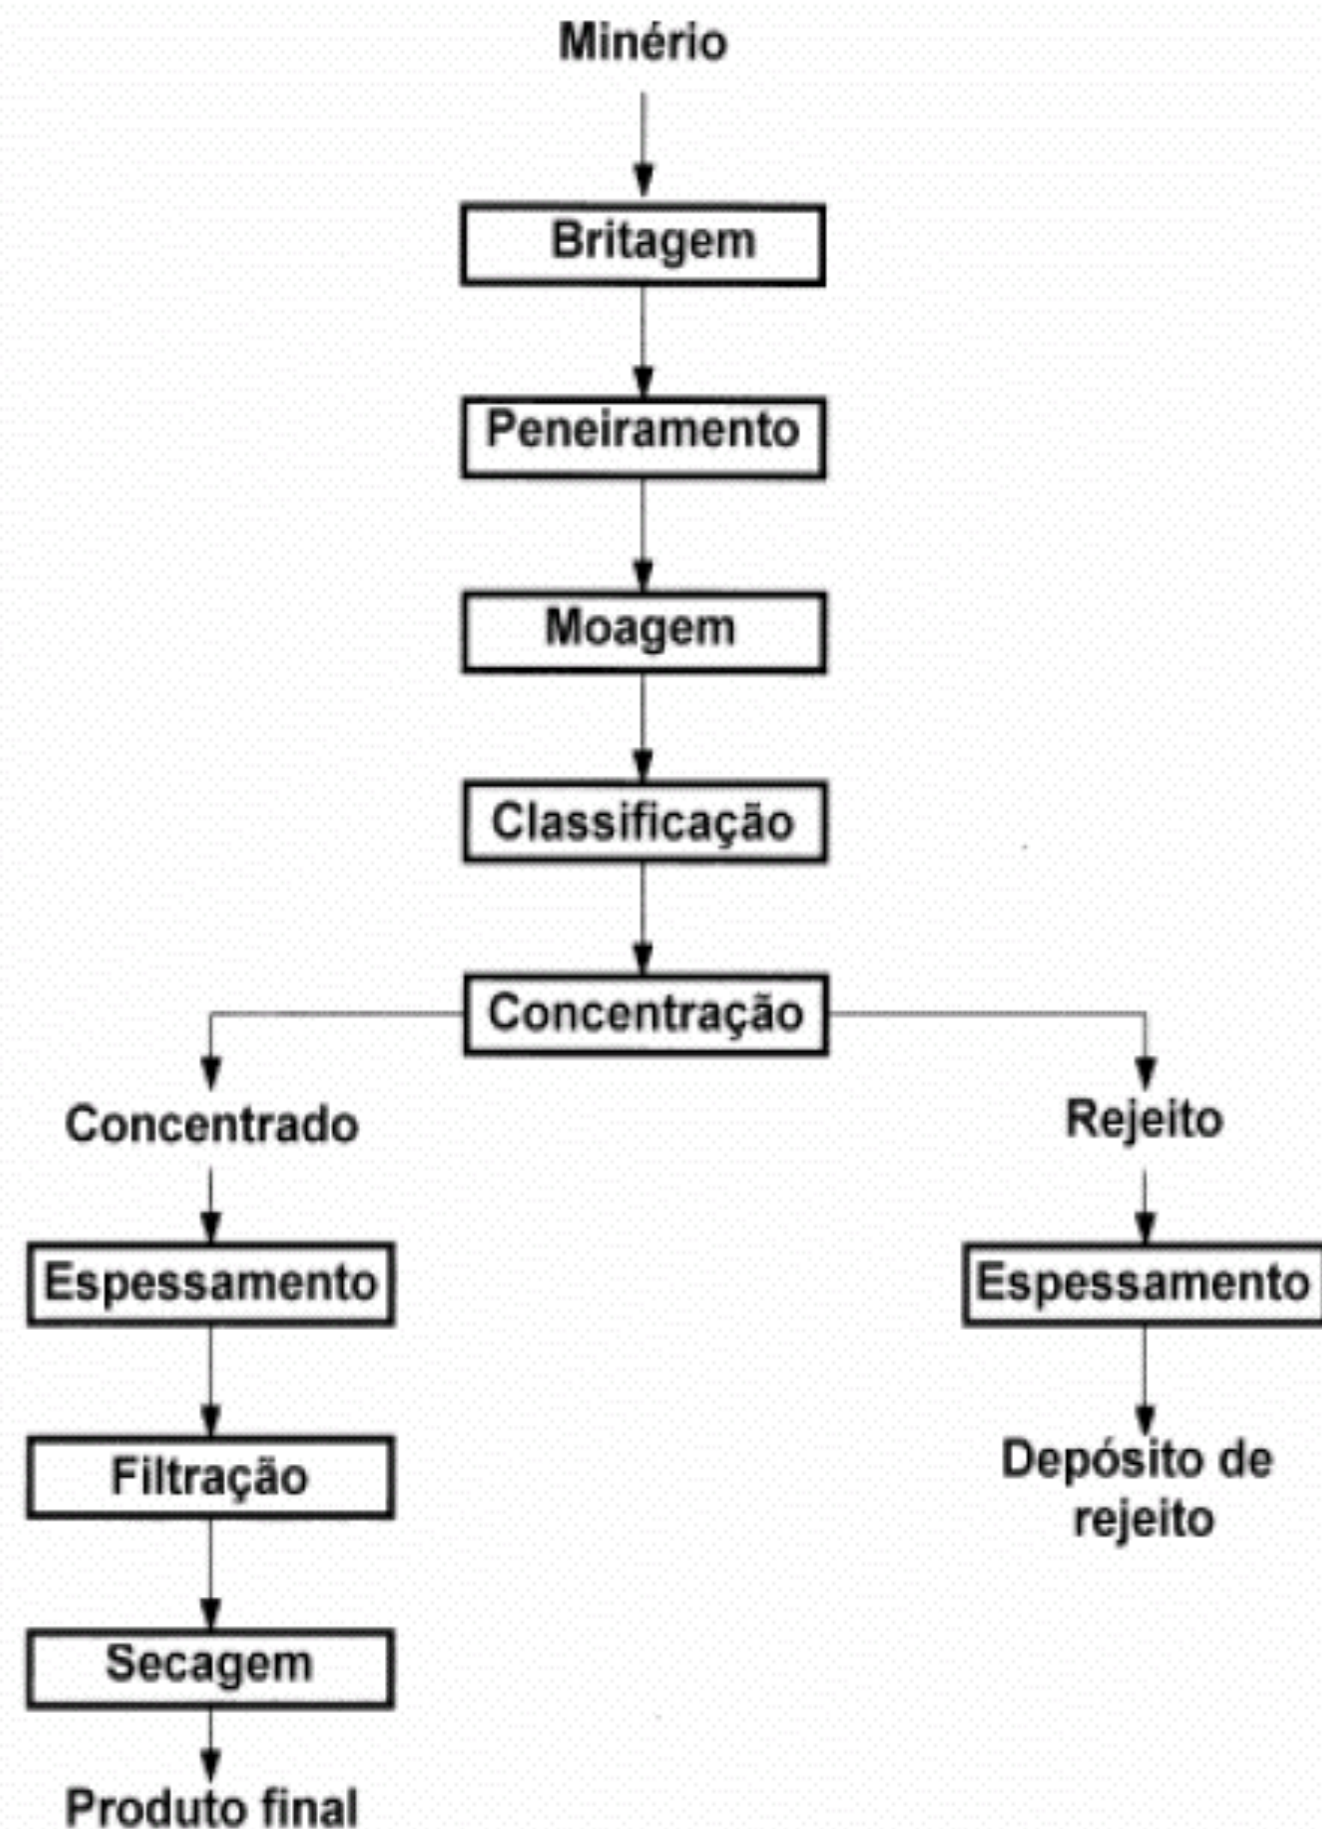 Minério
Britagem
Peneiramento
Moagem
Classificação
Concentração
Concentrado
Rejeito
Espessamento
Espessamento
Filtração
Depósito de
rejeito
Secagem
Produto final